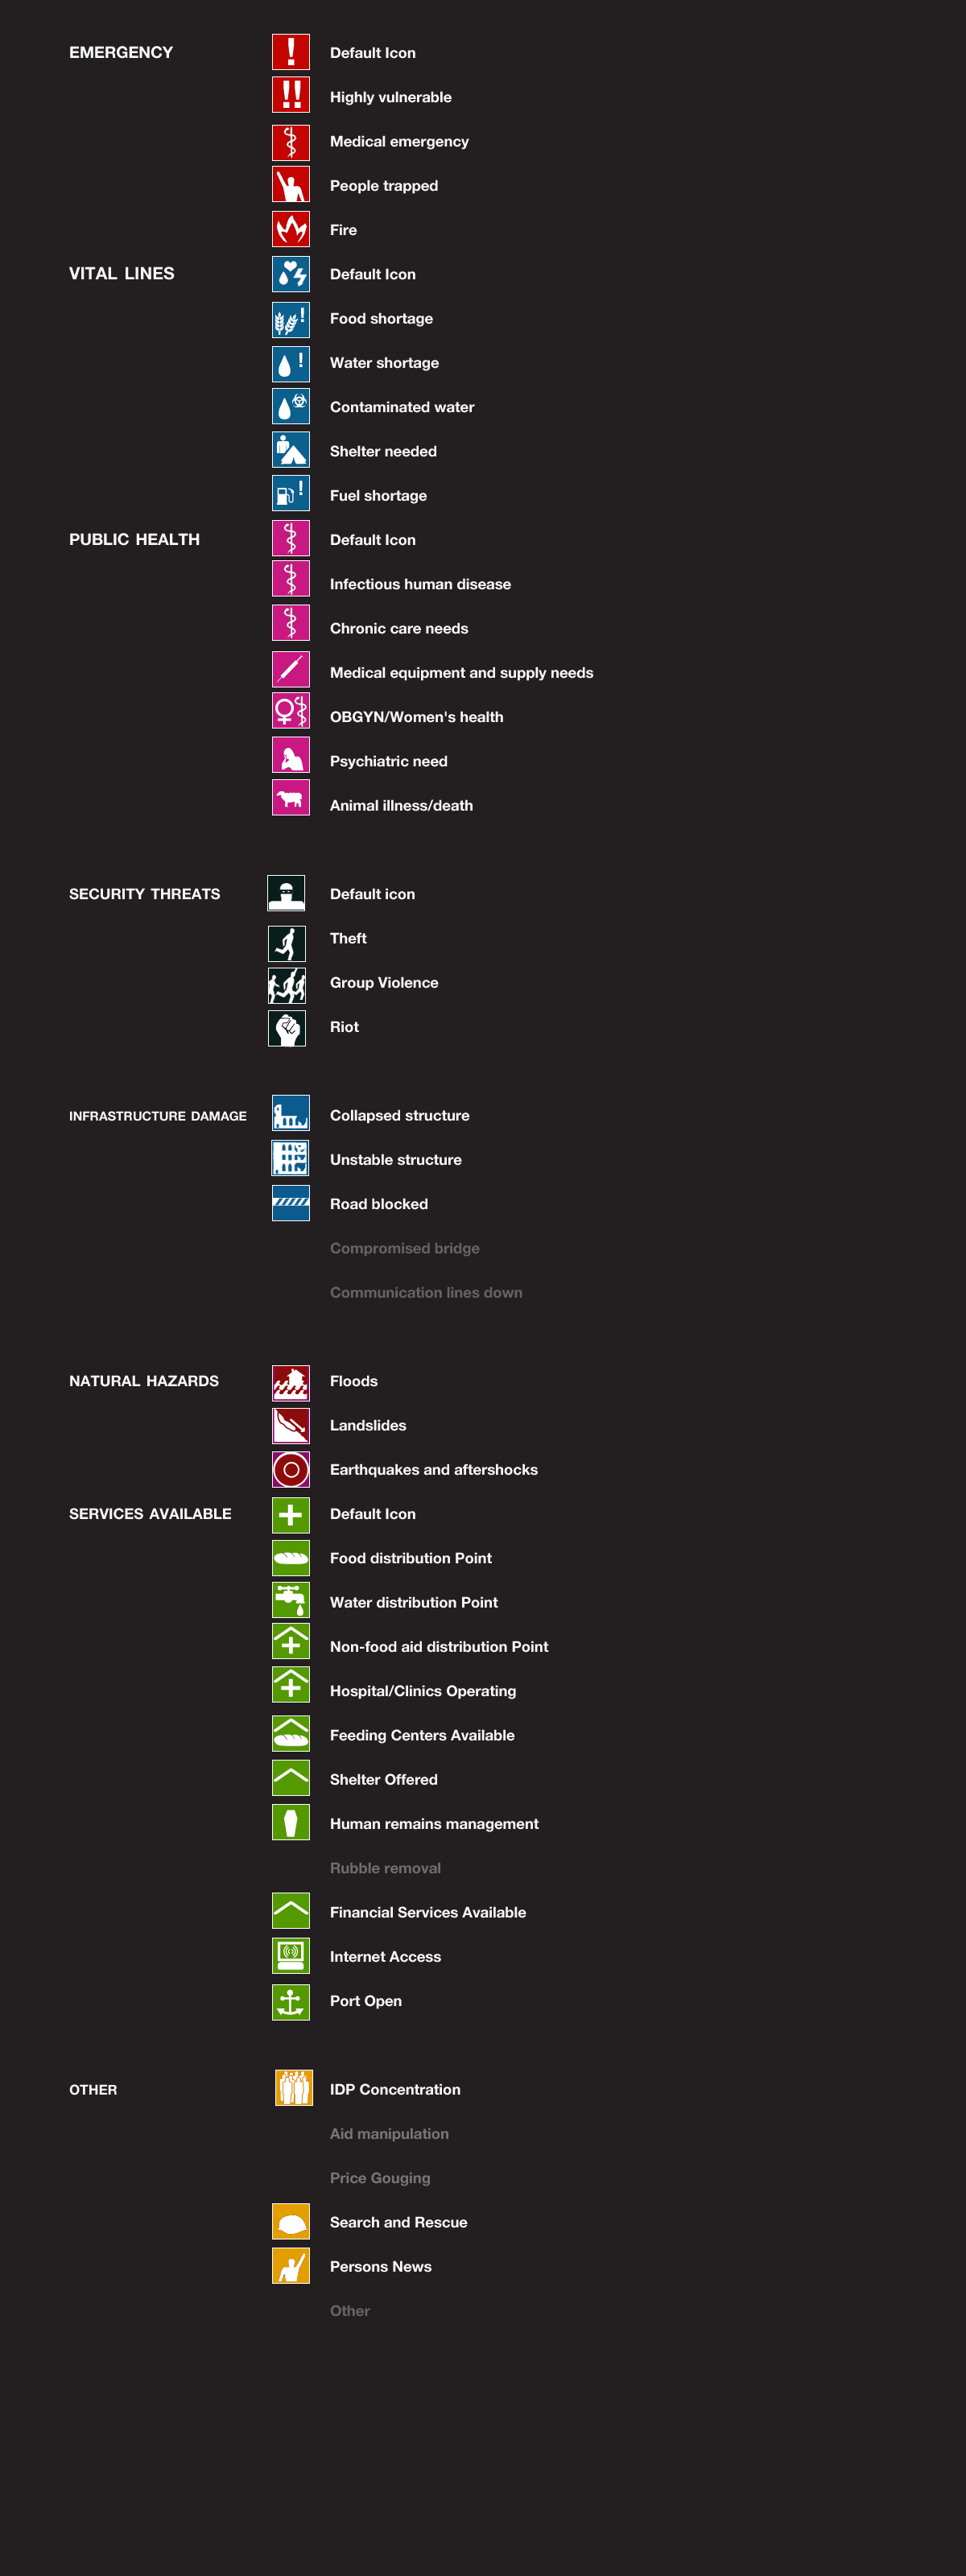 EMERGENCY Default Icon
Highly vulnerable
Medical emergency
People trapped
Fire
VITAL LINES Default Icon
Food shortage
Water shortage
Contaminated water
Shelter needed
Fuel shortage
PUBLIC HEALTH Default Icon
Infectious human disease
Chronic care needs
Medical equipment and supply needs
OBGYN/Women's health
Psychiatric need
Animal illness/death
SECURITY THREATS Default icon
Theft
Group Violence
Riot
INFRASTRUCTURE DAMAGE Collapsed structure
Unstable structure
Road blocked
Compromised bridge
Communication lines down
NATURAL HAZARDS Floods
Landslides
Earthquakes and aftershocks
SERVICES AVAILABLE Default Icon
Food distribution Point
Water distribution Point
Non-food aid distribution Point
Hospital/Clinics Operating
Feeding Centers Available
Shelter Offered
Human remains management
Rubble removal
Financial Services Available
Internet Access
Port Open
OTHER IDP Concentration
Aid manipulation
Price Gouging
Search and Rescue
Persons News
Other